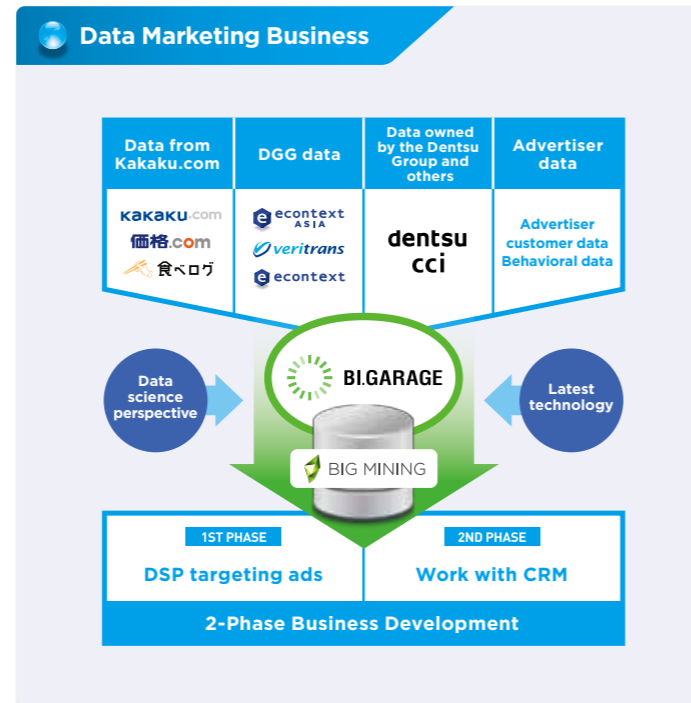 Data Marketing Business
Data from
Kakaku.com
DGG data
Data owned
by the Dentsu
Group and
others
Advertiser
data
KaKaKU.com
価格.com
食べログ
e econtext
ASIA
veritrans
e econtext
dentsu
cci
Advertiser
customer data
Behavioral data
Data
science
perspective
BI.GARAGE
Latest
technology
BIG MINING
1ST PHASE
DSP targeting ads
2ND PHASE
Work with CRM
2-Phase Business Development